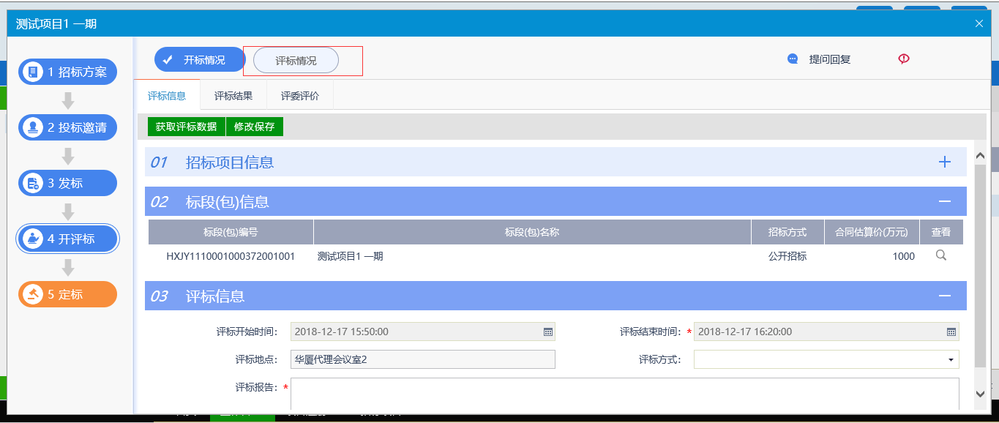 测试项目1 一期
1 招标方案
2 投标邀请
3 发标
4 开评标
5 定标
开标情况
评标情况
提问回复
评标信息
评标结果
评委评价
获取评标数据
修改保存
01 招标项目信息
02 标段(包)信息
标段(包)编号 标段(包)名称 招标方式 合同估算价(万元) 查看
HXJY1110001000372001001 测试项目1 一期 公开招标 1000
03 评标信息
评标开始时间: 2018-12-17 15:50:00 评标结束时间: * 2018-12-17 16:20:00
评标地点: 华厦代理会议室2 评标方式:
评标报告: *